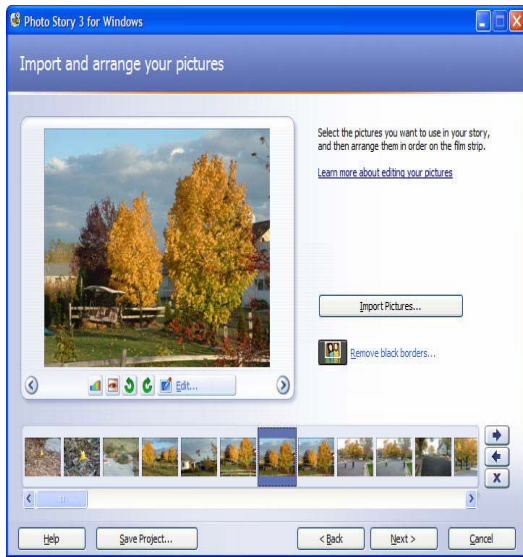 Photo Story 3 for Windows
Import and arrange your pictures
Select the pictures you want to use in your story,
and then arrange them in order on the film strip.
Learn more about editing your pictures
Import Pictures...
Remove black borders...
Edit...
X
Help
Save Project...
< Back
Next >
Cancel